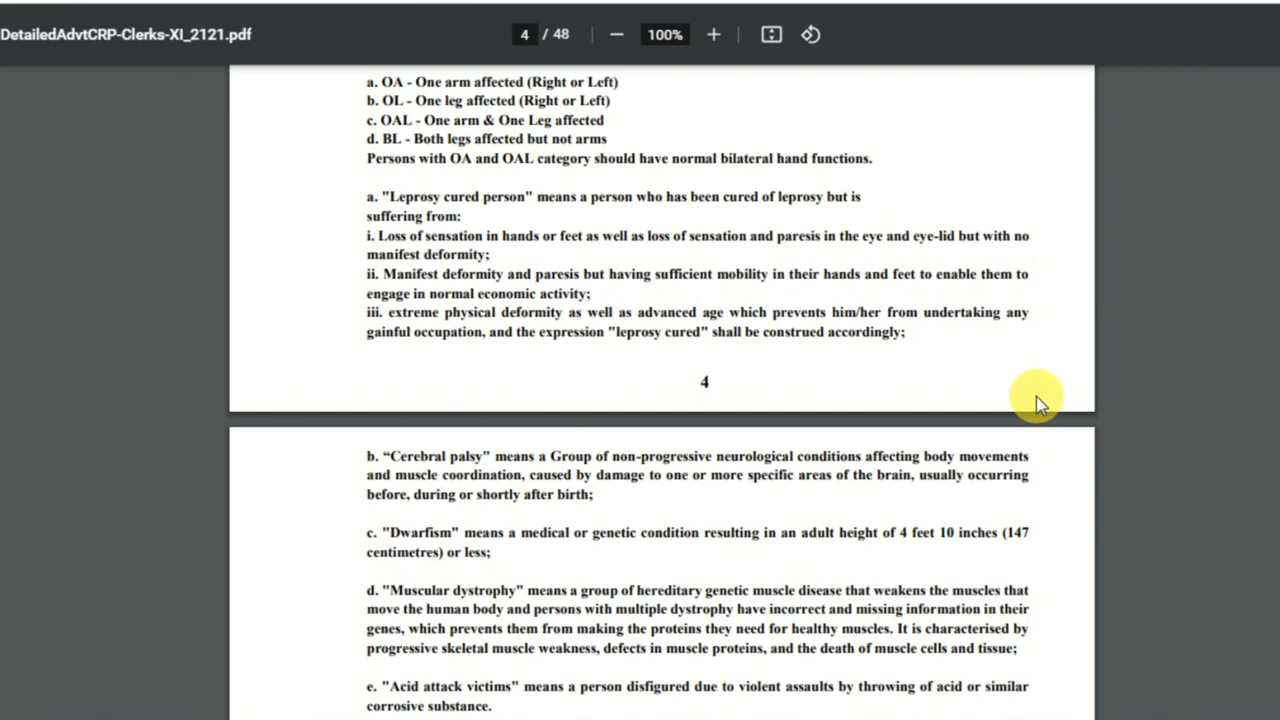 DetailedAdvtCRP-Clerks-XI_2121.pdf
4 / 48
100%
a. OA - One arm affected (Right or Left)
b. OL - One leg affected (Right or Left)
c. OAL - One arm & One Leg affected
d. BL - Both legs affected but not arms
Persons with OA and OAL category should have normal bilateral hand functions.
a. "Leprosy cured person" means a person who has been cured of leprosy but is
suffering from:
i. Loss of sensation in hands or feet as well as loss of sensation and paresis in the eye and eye-lid but with no
manifest deformity;
ii. Manifest deformity and paresis but having sufficient mobility in their hands and feet to enable them to
engage in normal economic activity;
iii. extreme physical deformity as well as advanced age which prevents him/her from undertaking any
gainful occupation, and the expression "leprosy cured" shall be construed accordingly;
4
b. “Cerebral palsy” means a Group of non-progressive neurological conditions affecting body movements
and muscle coordination, caused by damage to one or more specific areas of the brain, usually occurring
before, during or shortly after birth;
c. "Dwarfism" means a medical or genetic condition resulting in an adult height of 4 feet 10 inches (147
centimetres) or less;
d. "Muscular dystrophy" means a group of hereditary genetic muscle disease that weakens the muscles that
move the human body and persons with multiple dystrophy have incorrect and missing information in their
genes, which prevents them from making the proteins they need for healthy muscles. It is characterised by
progressive skeletal muscle weakness, defects in muscle proteins, and the death of muscle cells and tissue;
e. "Acid attack victims" means a person disfigured due to violent assaults by throwing of acid or similar
corrosive substance.